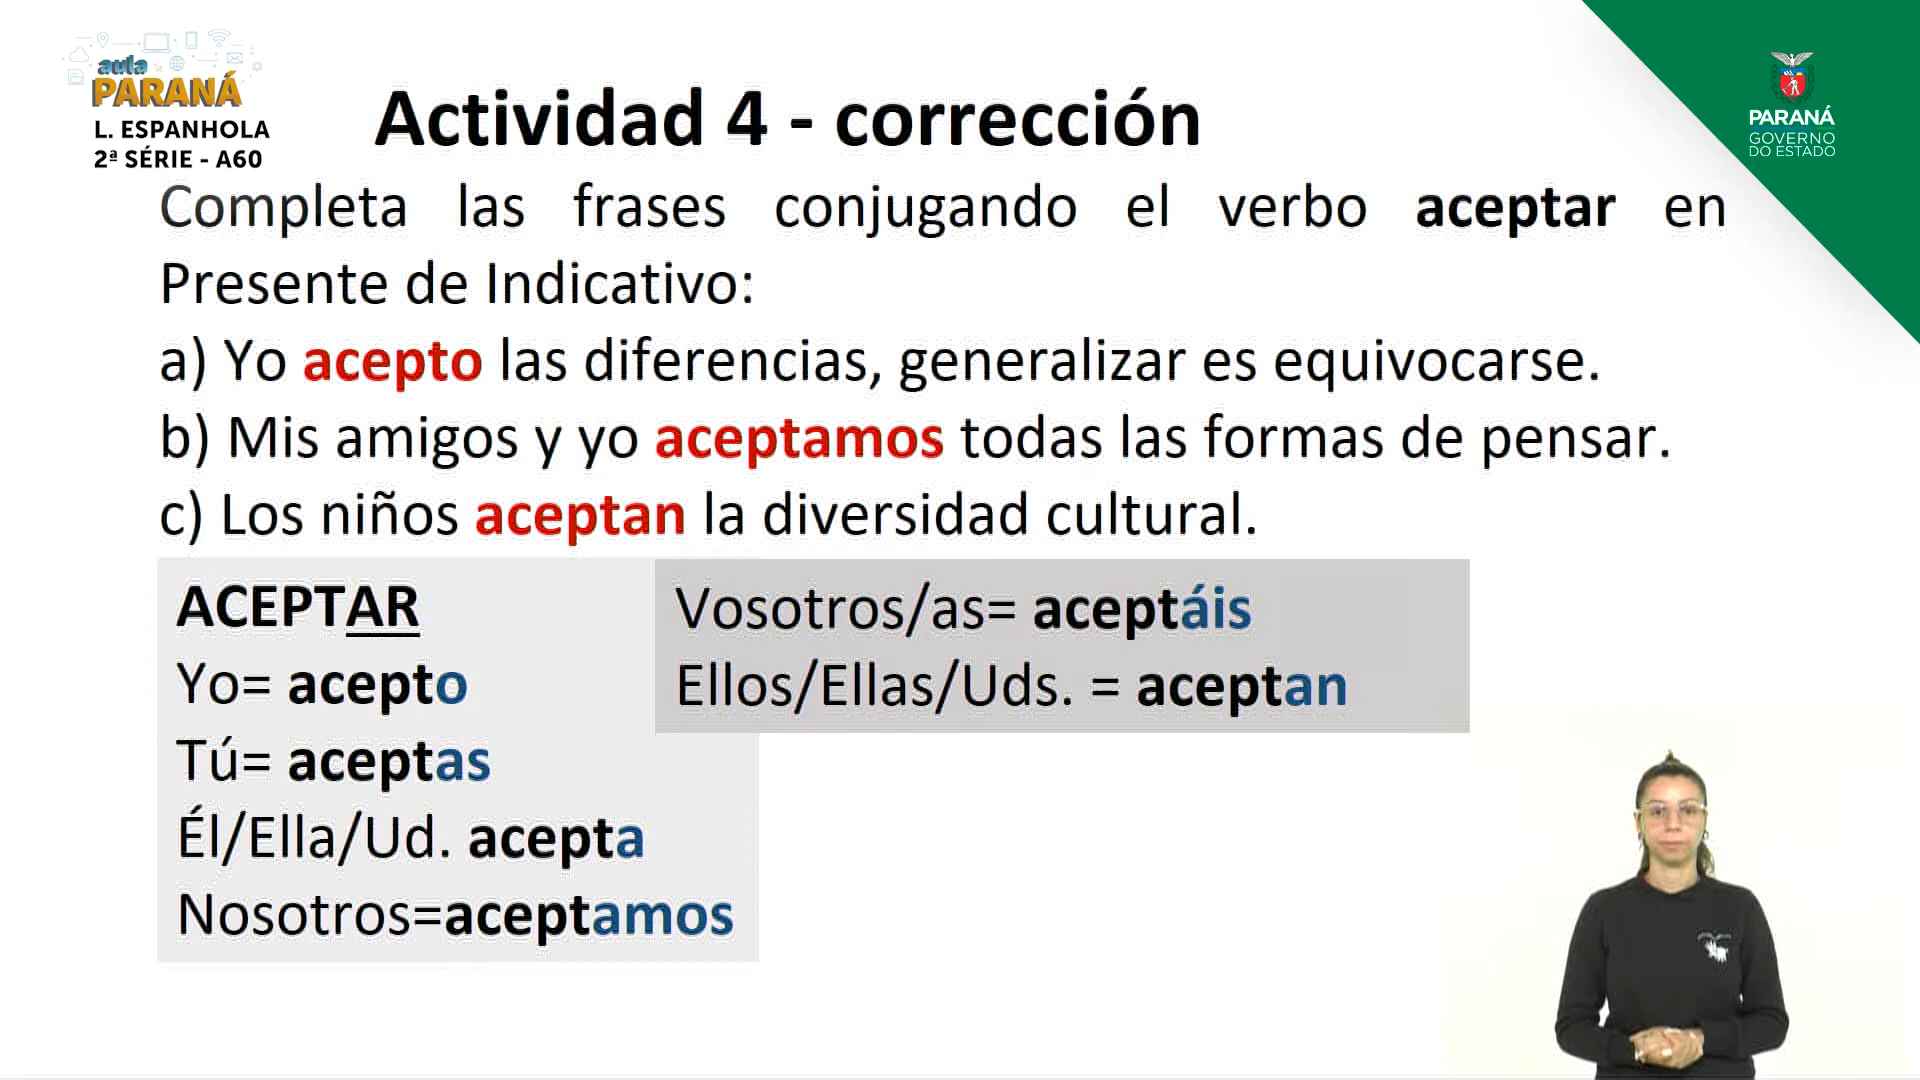 aula
PARANÁ
L. ESPANHOLA
2ª SÉRIE - A60
Actividad 4 - corrección
PARANÁ
GOVERNO
DO ESTADO
Completa las frases conjugando el verbo aceptar en
Presente de Indicativo:
a) Yo acepto las diferencias, generalizar es equivocarse.
b) Mis amigos y yo aceptamos todas las formas de pensar.
c) Los niños aceptan la diversidad cultural.
ACEPTAR
Yo= acepto
Tú= aceptas
Él/Ella/Ud. acepta
Nosotros=aceptamos
Vosotros/as= aceptáis
Ellos/Ellas/Uds. = aceptan